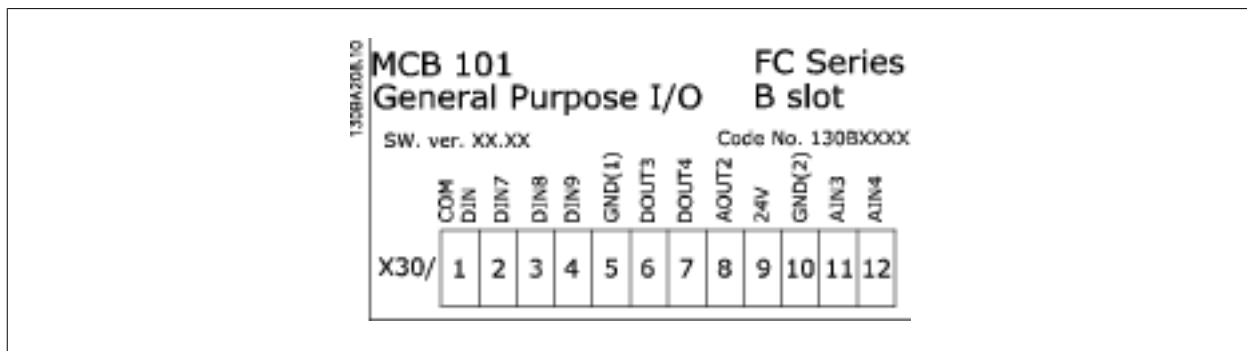 130BA208.10
MCB 101 FC Series
General Purpose I/O B slot
SW. ver. XX.XX Code No. 130BXXXX
COM DIN DIN7 DIN8 DIN9 GND(1) DOUT3 DOUT4 AOUT2 24V GND(2) AIN3 AIN4
X30/ 1 2 3 4 5 6 7 8 9 10 11 12